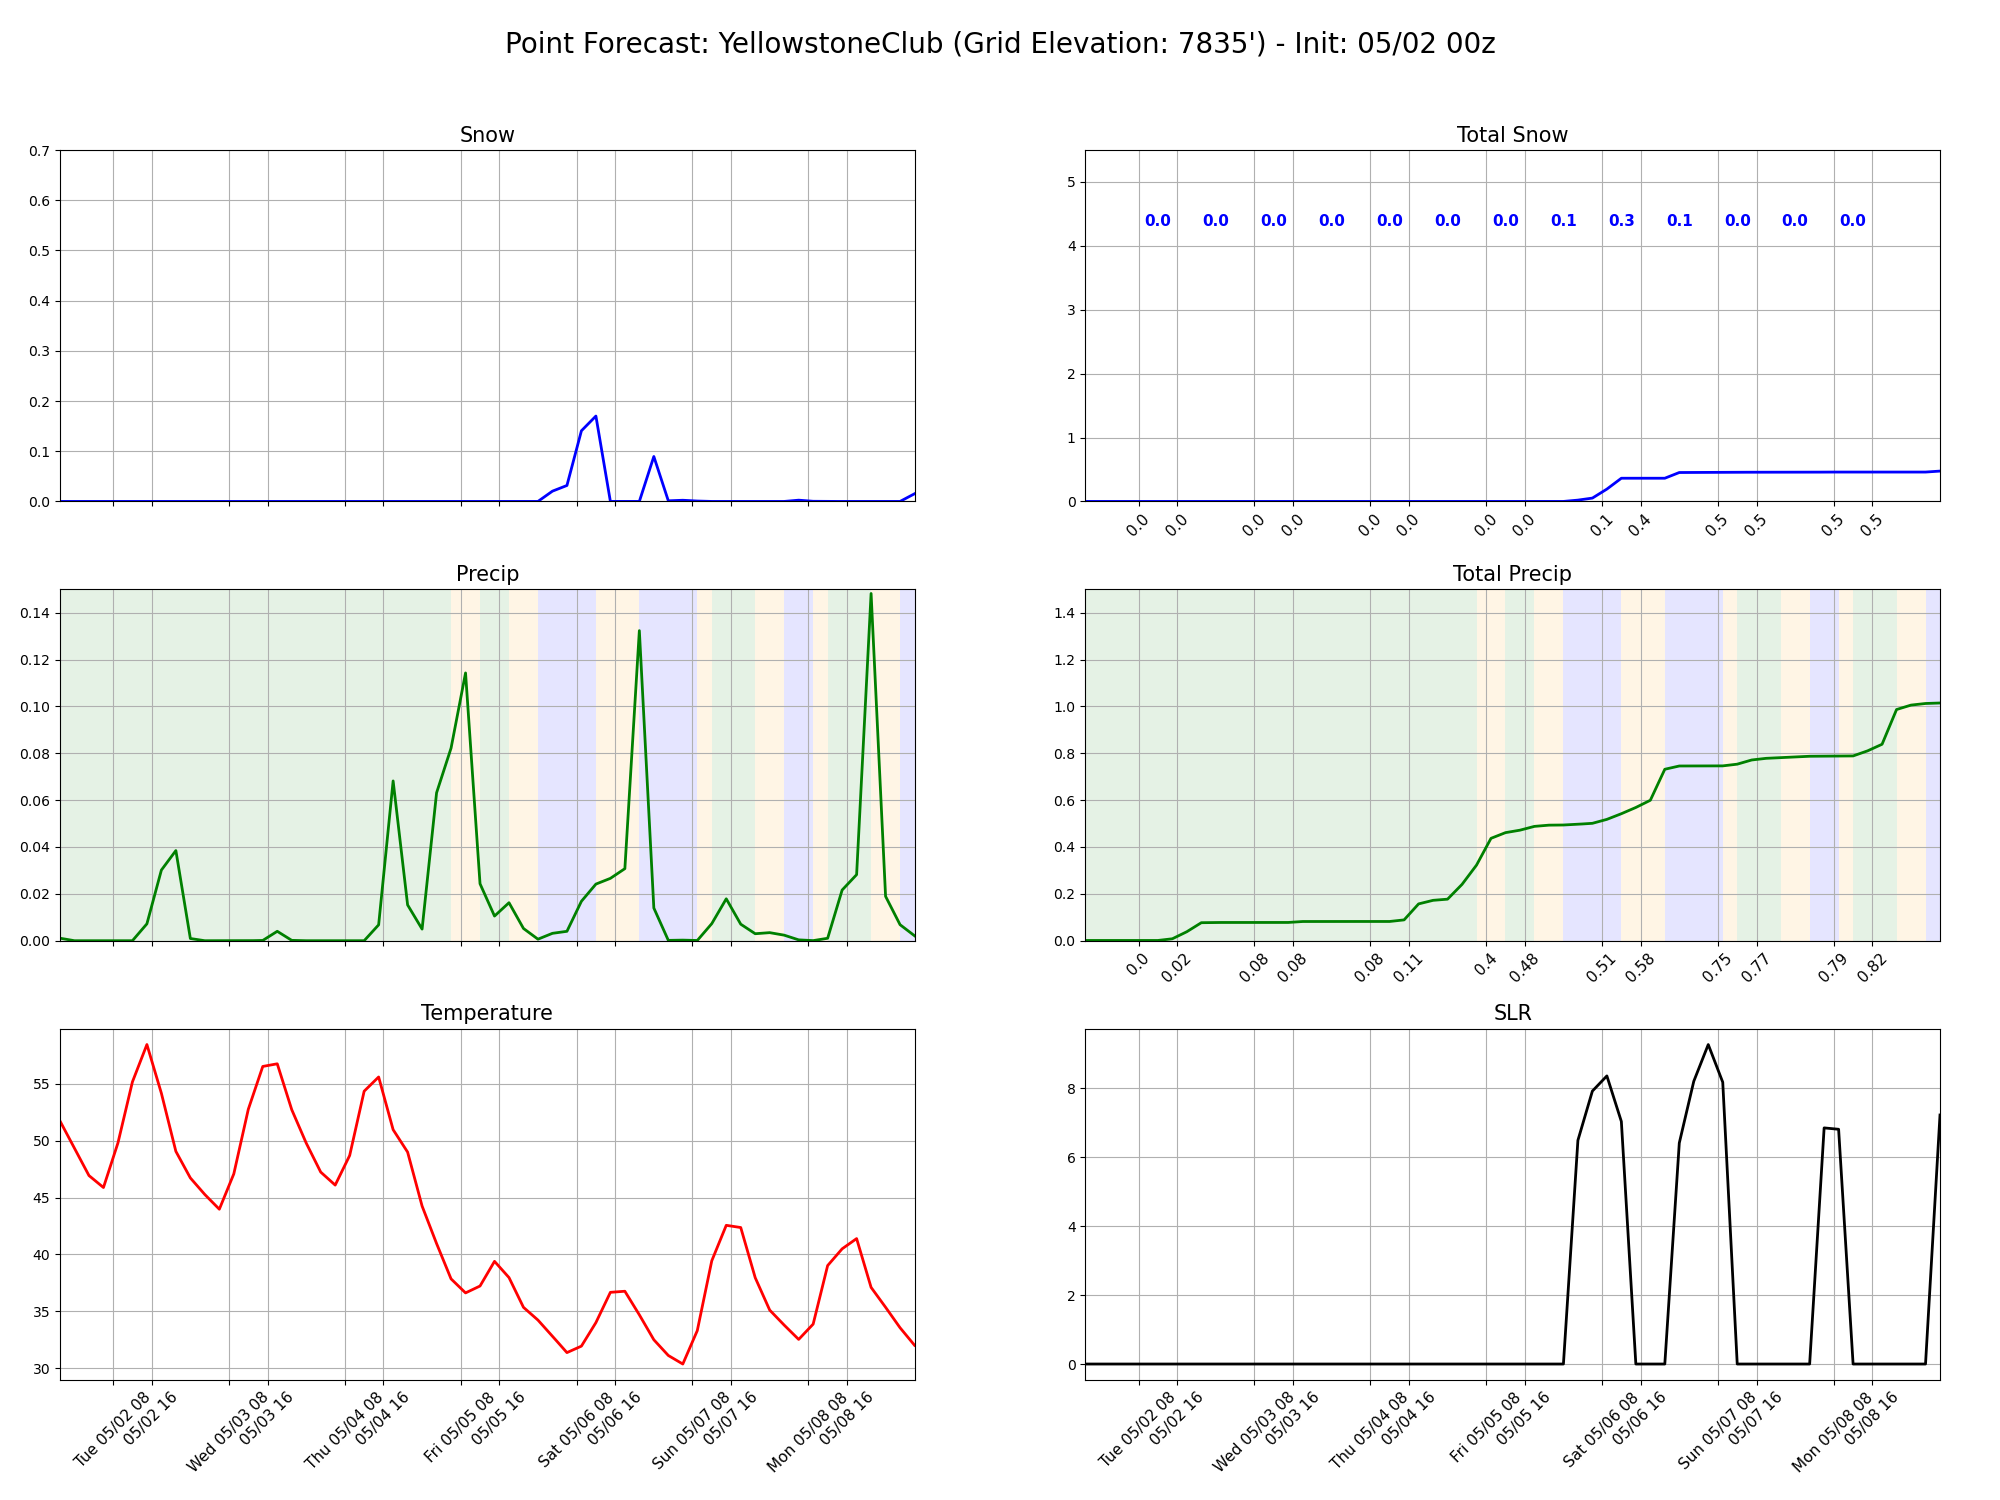 Point Forecast: YellowstoneClub (Grid Elevation: 7835') - Init: 05/02 00z
Snow
0.7
0.6
0.5
0.4
0.3
0.2
0.1
0.0
Total Snow
5
4
3
2
1
0
0.0 0.0 0.0 0.0 0.0 0.0 0.0 0.1 0.3 0.1 0.0 0.0 0.0
0.0 0.0 0.0 0.0 0.0 0.0 0.0 0.0 0.1 0.4 0.5 0.5 0.5 0.5
Precip
0.14
0.12
0.10
0.08
0.06
0.04
0.02
0.00
Total Precip
1.4
1.2
1.0
0.8
0.6
0.4
0.2
0.0
0.0 0.02 0.08 0.08 0.08 0.11 0.4 0.48 0.51 0.58 0.75 0.77 0.79 0.82
Temperature
55
50
45
40
35
30
Tue 05/02 08
05/02 16
Wed 05/03 08
05/03 16
Thu 05/04 08
05/04 16
Fri 05/05 08
05/05 16
Sat 05/06 08
05/06 16
Sun 05/07 08
05/07 16
Mon 05/08 08
05/08 16
SLR
8
6
4
2
0
Tue 05/02 08
05/02 16
Wed 05/03 08
05/03 16
Thu 05/04 08
05/04 16
Fri 05/05 08
05/05 16
Sat 05/06 08
05/06 16
Sun 05/07 08
05/07 16
Mon 05/08 08
05/08 16